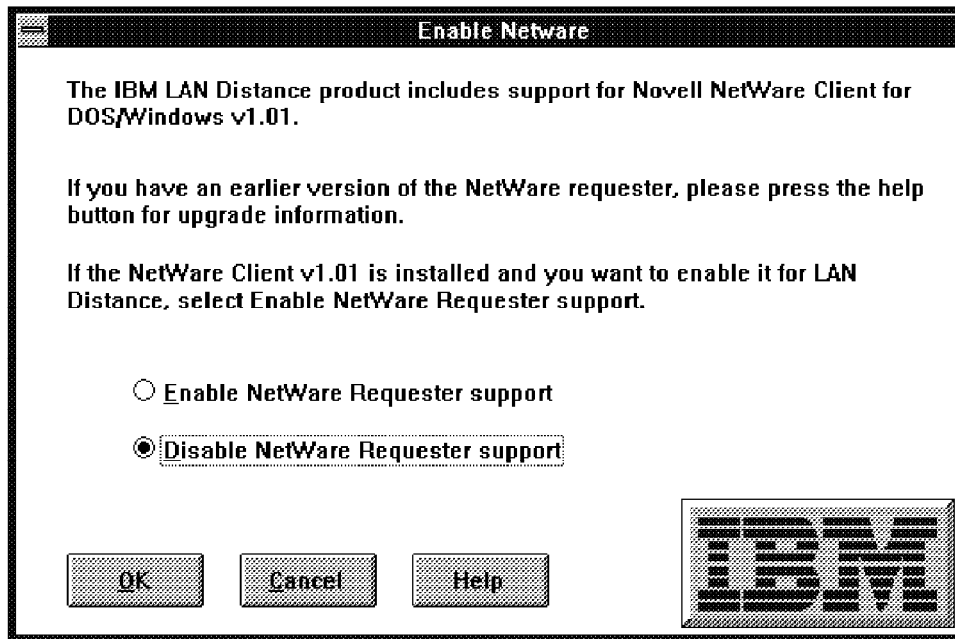 Enable Netware
The IBM LAN Distance product includes support for Novell NetWare Client for
DOS/Windows v1.01.
If you have an earlier version of the NetWare requester, please press the help
button for upgrade information.
If the NetWare Client v1.01 is installed and you want to enable it for LAN
Distance, select Enable NetWare Requester support.
Enable NetWare Requester support
Disable NetWare Requester support
OK Cancel Help
IBM